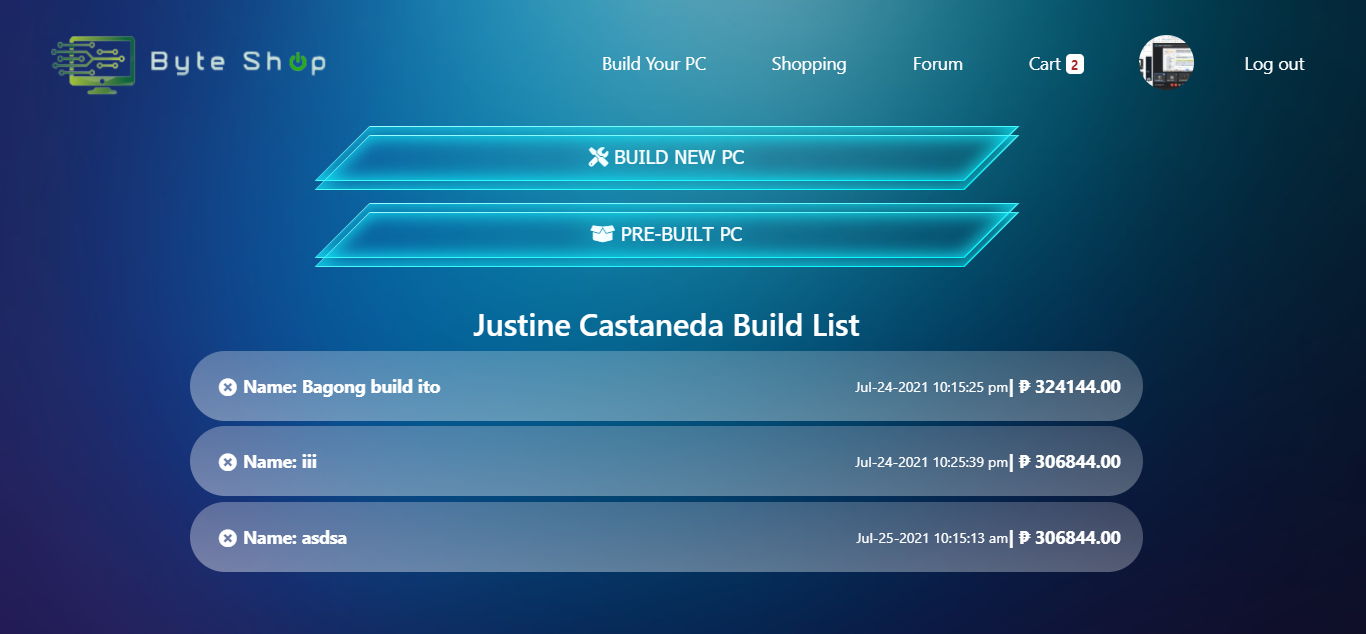 Byte Shop
Build Your PC
Shopping
Forum
Cart 2
Log out
BUILD NEW PC
PRE-BUILT PC
Justine Castaneda Build List
Name: Bagong build ito
Jul-24-2021 10:15:25 pm| ₱ 324144.00
Name: iii
Jul-24-2021 10:25:39 pm| ₱ 306844.00
Name: asdsa
Jul-25-2021 10:15:13 am| ₱ 306844.00